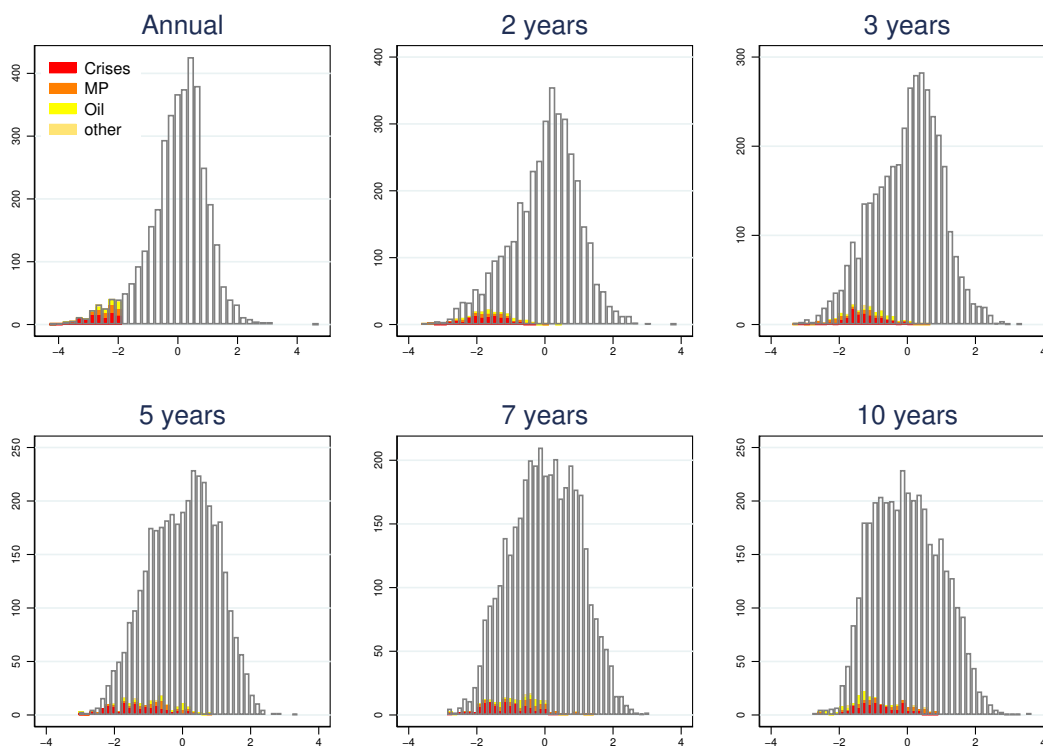 Annual
2 years
3 years
Crises
MP
Oil
other
0 100 200 300 400
0 100 200 300 400
0 100 200 300
−4 −2 0 2 4
−4 −2 0 2 4
−4 −2 0 2 4
5 years
7 years
10 years
0 50 100 150 200 250
0 50 100 150 200
0 50 100 150 200 250
−4 −2 0 2 4
−4 −2 0 2 4
−4 −2 0 2 4